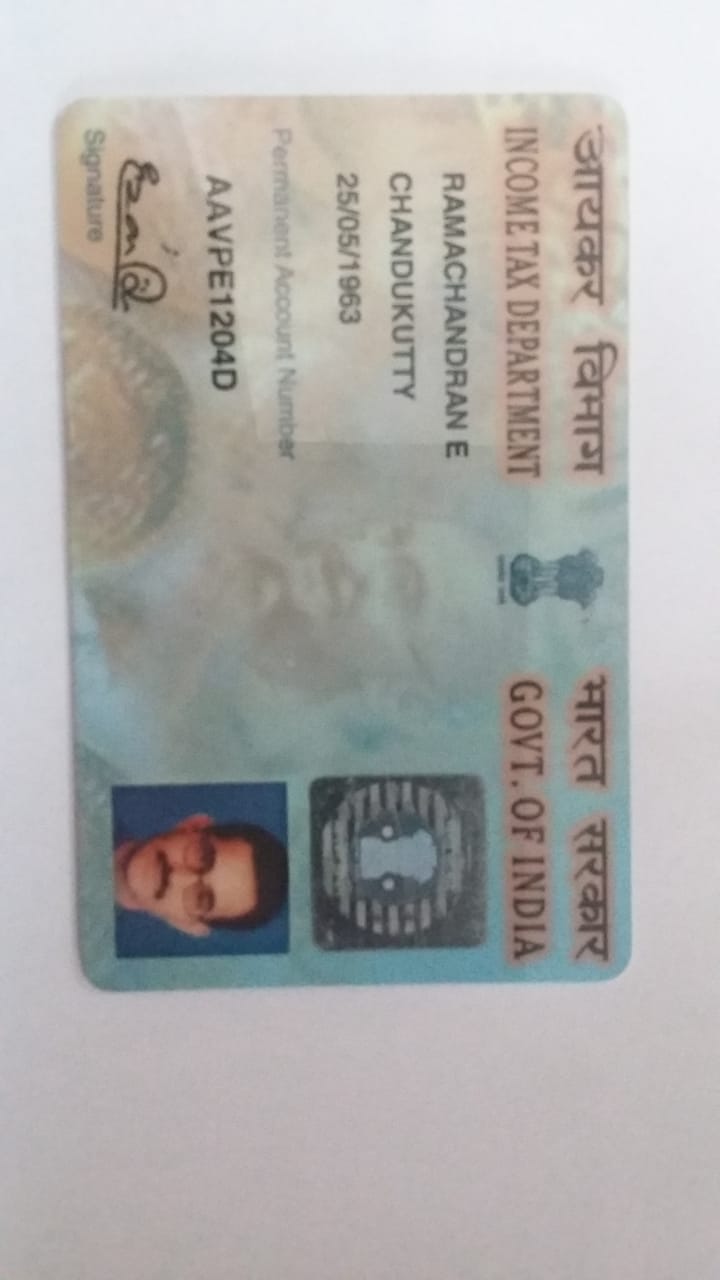 आयकर विभाग
INCOME TAX DEPARTMENT
भारत सरकार
GOVT. OF INDIA
RAMACHANDRAN E
CHANDUKUTTY
25/05/1963
Permanent Account Number
AAVPE1204D
Signature